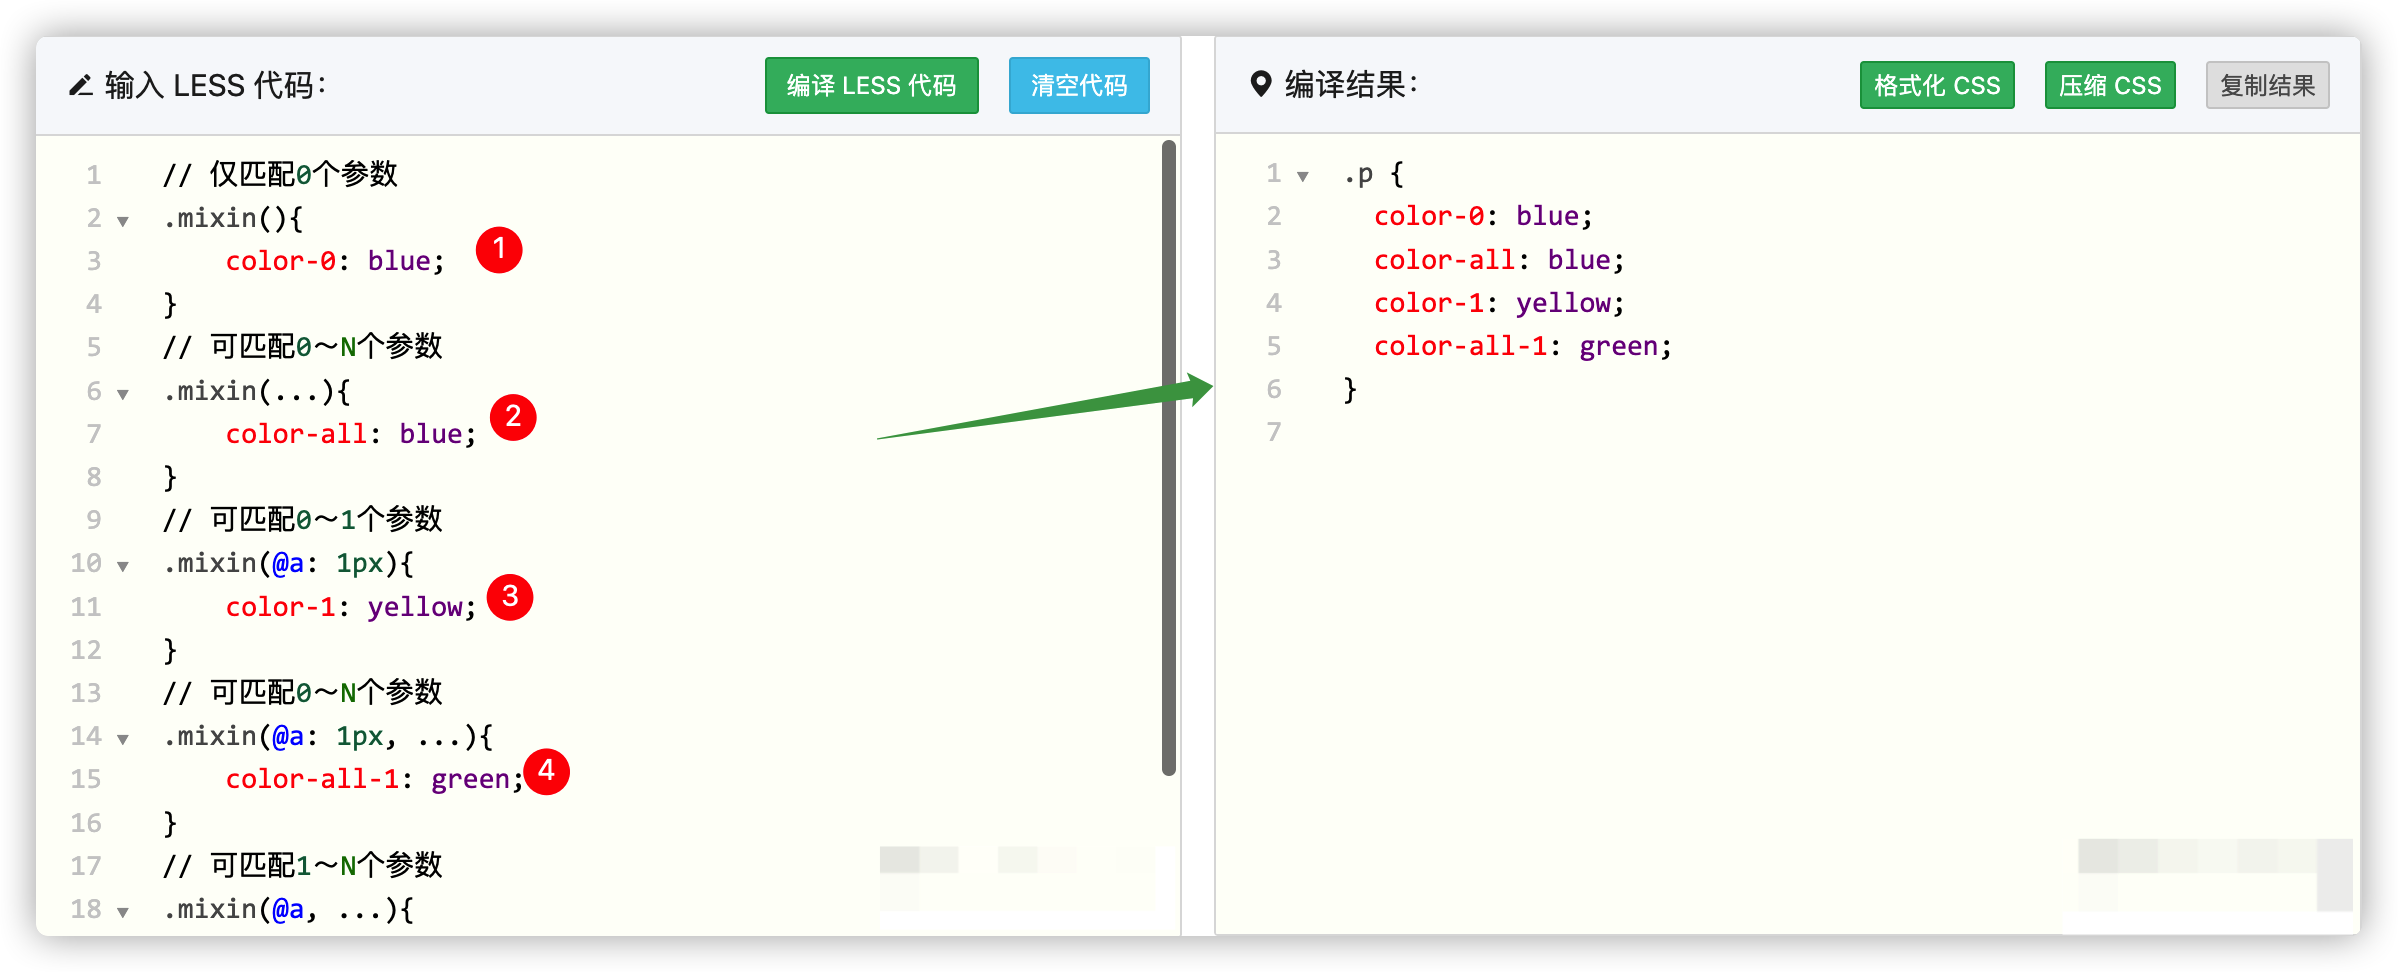 输入 LESS 代码：
编译 LESS 代码
清空代码
1 // 仅匹配0个参数
2 .mixin(){
3 color-0: blue;
1
4 }
5 // 可匹配0～N个参数
6 .mixin(...){
7 color-all: blue;
2
8 }
9 // 可匹配0～1个参数
10 .mixin(@a: 1px){
11 color-1: yellow;
3
12 }
13 // 可匹配0～N个参数
14 .mixin(@a: 1px, ...){
15 color-all-1: green;
4
16 }
17 // 可匹配1～N个参数
18 .mixin(@a, ...){
编译结果：
格式化 CSS
压缩 CSS
复制结果
1 .p {
2 color-0: blue;
3 color-all: blue;
4 color-1: yellow;
5 color-all-1: green;
6 }
7